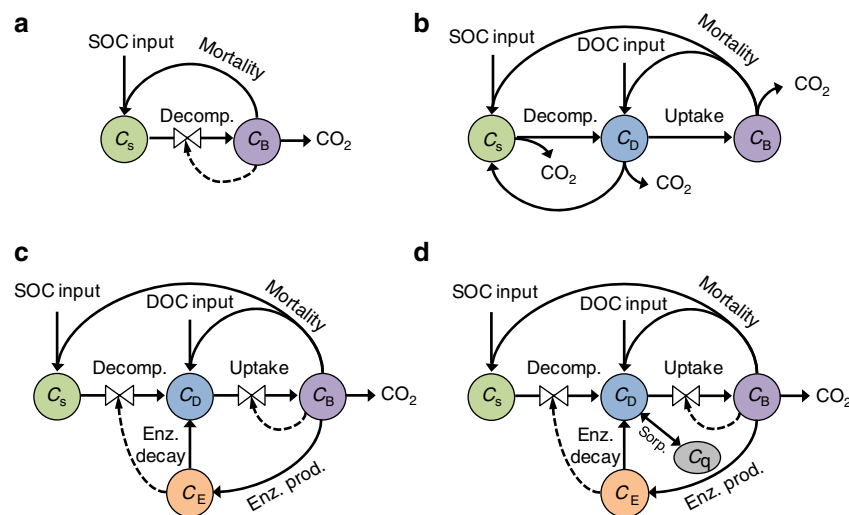 a
SOC input
Mortality
Decomp.
Cs
CB
CO2
b
SOC input
DOC input
Mortality
CO2
Decomp.
Uptake
Cs
CD
CB
CO2
CO2
c
SOC input
DOC input
Mortality
Decomp.
Uptake
Cs
CD
CB
CO2
Enz.
decay
Enz. prod.
CE
d
SOC input
DOC input
Mortality
Decomp.
Uptake
Cs
CD
CB
CO2
Enz.
decay
Sorp.
Cq
Enz. prod.
CE